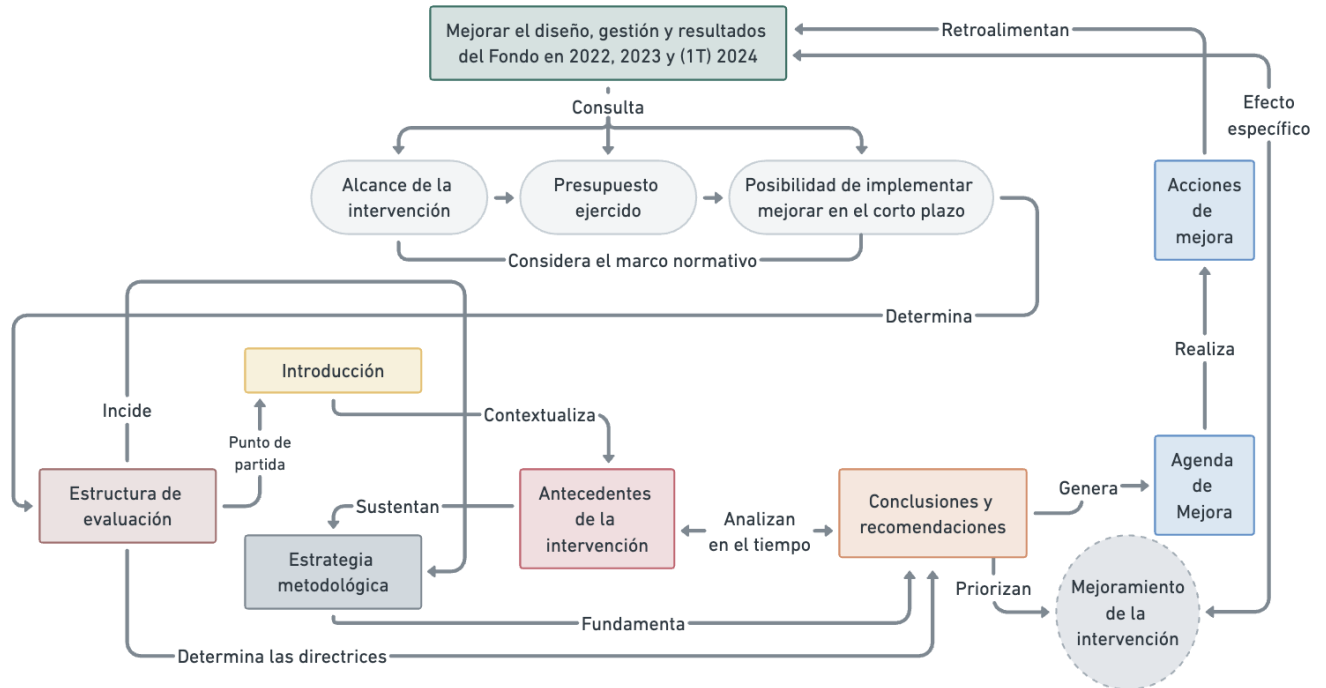 Mejorar el diseño, gestión y resultados
del Fondo en 2022, 2023 y (1T) 2024
Retroalimentan
Efecto
específico
Consulta
Alcance de la
intervención
Presupuesto
ejercido
Posibilidad de implementar
mejorar en el corto plazo
Acciones
de
mejora
Considera el marco normativo
Determina
Realiza
Introducción
Incide
Contextualiza
Punto de
partida
Estructura de
evaluación
Sustentan
Antecedentes
de la
intervención
Analizan
en el tiempo
Conclusiones y
recomendaciones
Genera
Agenda
de
Mejora
Estrategia
metodológica
Priorizan
Mejoramiento
de la
intervención
Fundamenta
Determina las directrices